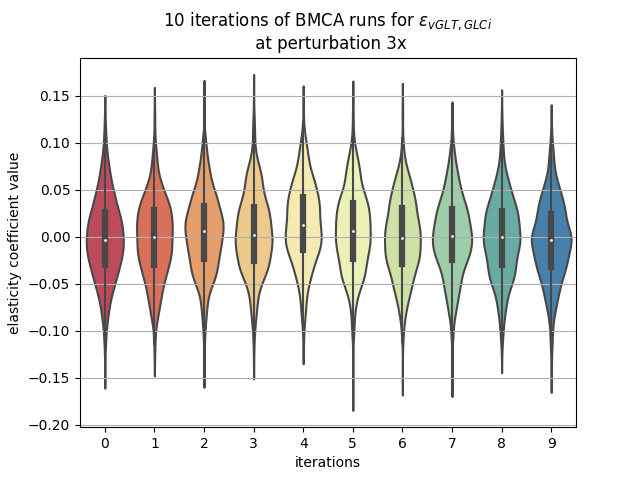 10 iterations of BMCA runs for ε_{vGLT, GLCi}
at perturbation 3x
elasticity coefficient value
0.15
0.10
0.05
0.00
−0.05
−0.10
−0.15
−0.20
0 1 2 3 4 5 6 7 8 9
iterations